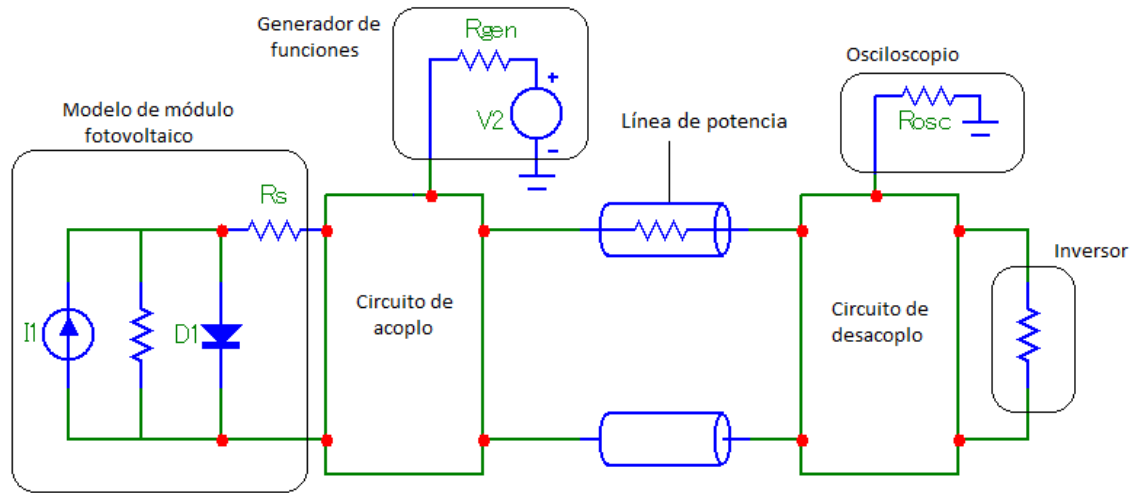 Generador de
funciones
Rgen
+
V2
-
Osciloscopio
Rosc
Modelo de módulo
fotovoltaico
Línea de potencia
Rs
I1
D1
Circuito de
acoplo
Circuito de
desacoplo
Inversor